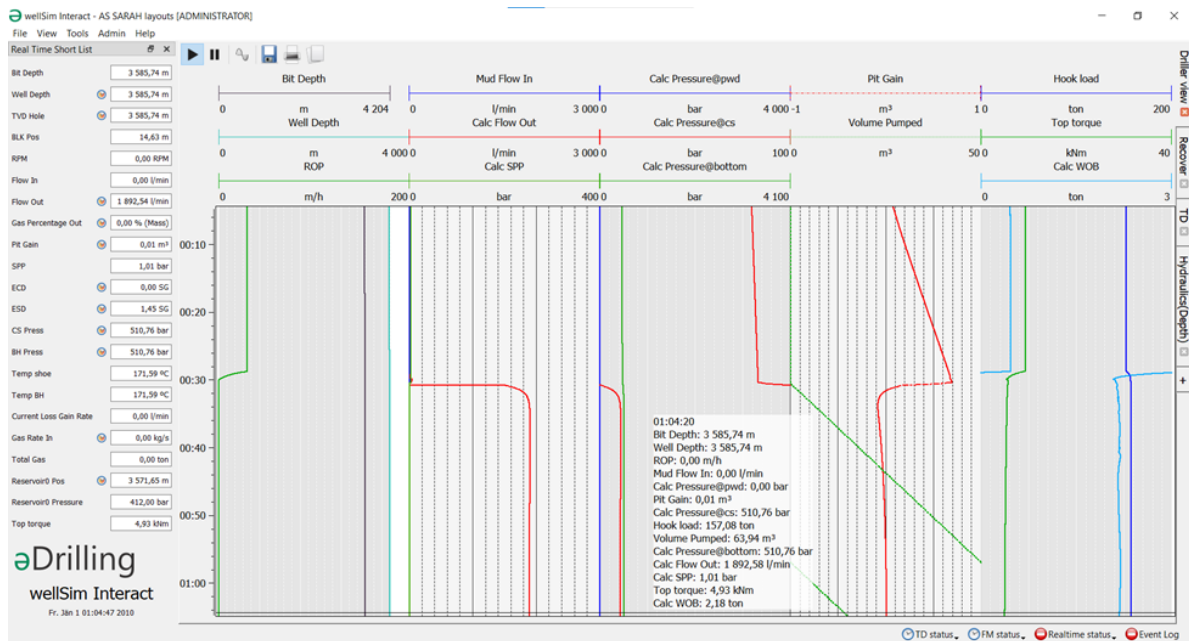 wellSim Interact - AS SARAH layouts [ADMINISTRATOR]
File View Tools Admin Help
Real Time Short List
Bit Depth 3 585,74 m
Well Depth 3 585,74 m
TVD Hole 3 585,74 m
BLK Pos 14,63 m
RPM 0,00 RPM
Flow In 0,00 l/min
Flow Out 1 892,54 l/min
Gas Percentage Out 0,00 % (Mass)
Pit Gain 0,01 m³
SPP 1,01 bar
ECD 0,00 SG
ESD 1,45 SG
CS Press 510,76 bar
BH Press 510,76 bar
Temp shoe 171,59 ºC
Temp BH 171,59 ºC
Current Loss Gain Rate 0,00 l/min
Gas Rate In 0,00 kg/s
Total Gas 0,00 ton
Reservoir0 Pos 3 571,65 m
Reservoir0 Pressure 412,00 bar
Top torque 4,93 kNm
əDrilling
wellSim Interact
Fr. Jän 1 01:04:47 2010
Bit Depth Mud Flow In Calc Pressure@pwd Pit Gain Hook load
0 m 4 204 0 l/min 3 000 0 bar 4 000 -1 m³ 1 0 ton 200
Well Depth Calc Flow Out Calc Pressure@cs Volume Pumped Top torque
0 m 4 000 0 l/min 3 000 0 bar 100 0 m³ 50 0 kNm 40
ROP Calc SPP Calc Pressure@bottom Calc WOB
0 m/h 200 0 bar 400 0 bar 4 100 0 ton 3
00:10
00:20
00:30
00:40
00:50
01:00
01:04:20
Bit Depth: 3 585,74 m
Well Depth: 3 585,74 m
ROP: 0,00 m/h
Mud Flow In: 0,00 l/min
Calc Pressure@pwd: 0,00 bar
Pit Gain: 0,01 m³
Calc Pressure@cs: 510,76 bar
Hook load: 157,08 ton
Volume Pumped: 63,94 m³
Calc Pressure@bottom: 510,76 bar
Calc Flow Out: 1 892,58 l/min
Calc SPP: 1,01 bar
Top torque: 4,93 kNm
Calc WOB: 2,18 ton
Driller view
Recover
TD
Hydraulics(Depth)
+
TD status FM status Realtime status Event Log